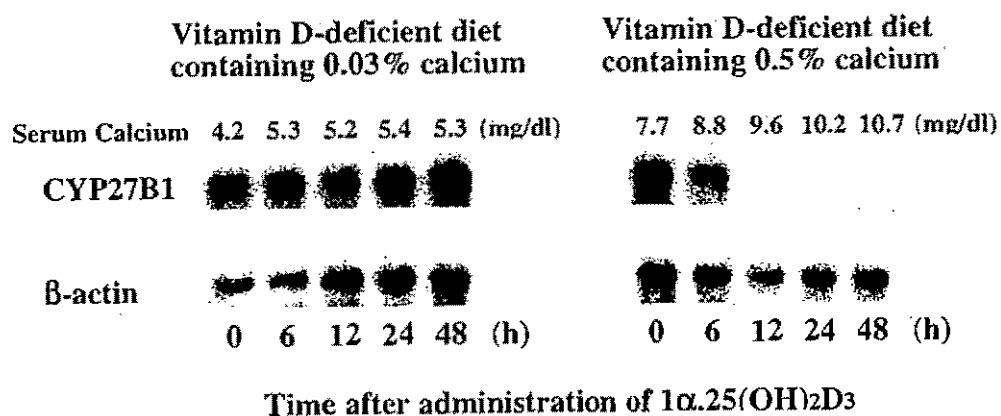 Vitamin D-deficient diet
containing 0.03% calcium
Vitamin D-deficient diet
containing 0.5% calcium
Serum Calcium 4.2 5.3 5.2 5.4 5.3 (mg/dl) 7.7 8.8 9.6 10.2 10.7 (mg/dl)
CYP27B1
β-actin
0 6 12 24 48 (h) 0 6 12 24 48 (h)
Time after administration of 1α.25(OH)2D3